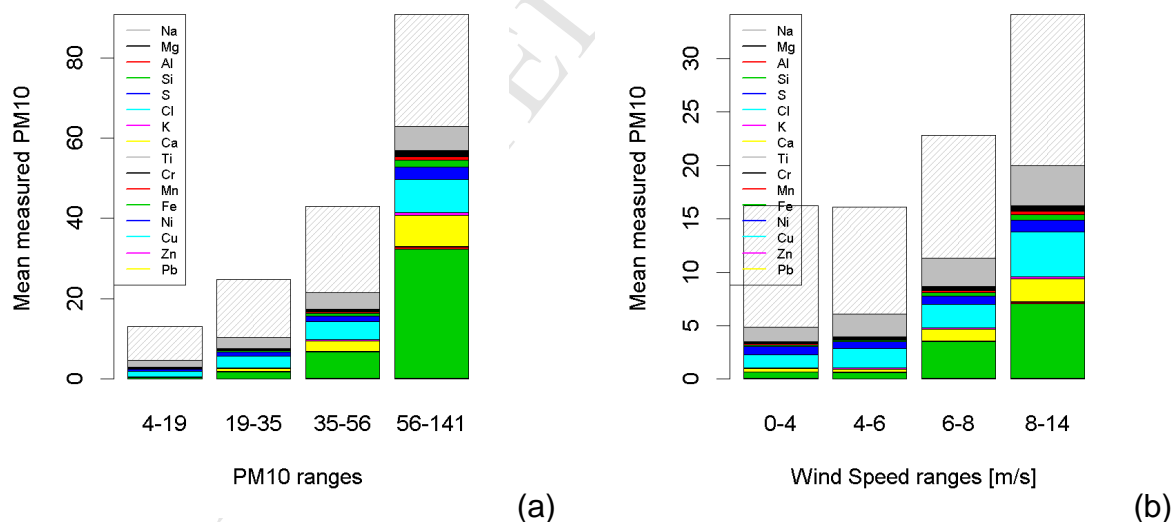 Mean measured PM10
80
60
40
20
0
Na
Mg
Al
Si
S
Cl
K
Ca
Ti
Cr
Mn
Fe
Ni
Cu
Zn
Pb
4-19 19-35 35-56 56-141
PM10 ranges
(a)
Mean measured PM10
30
25
20
15
10
5
0
Na
Mg
Al
Si
S
Cl
K
Ca
Ti
Cr
Mn
Fe
Ni
Cu
Zn
Pb
0-4 4-6 6-8 8-14
Wind Speed ranges [m/s]
(b)